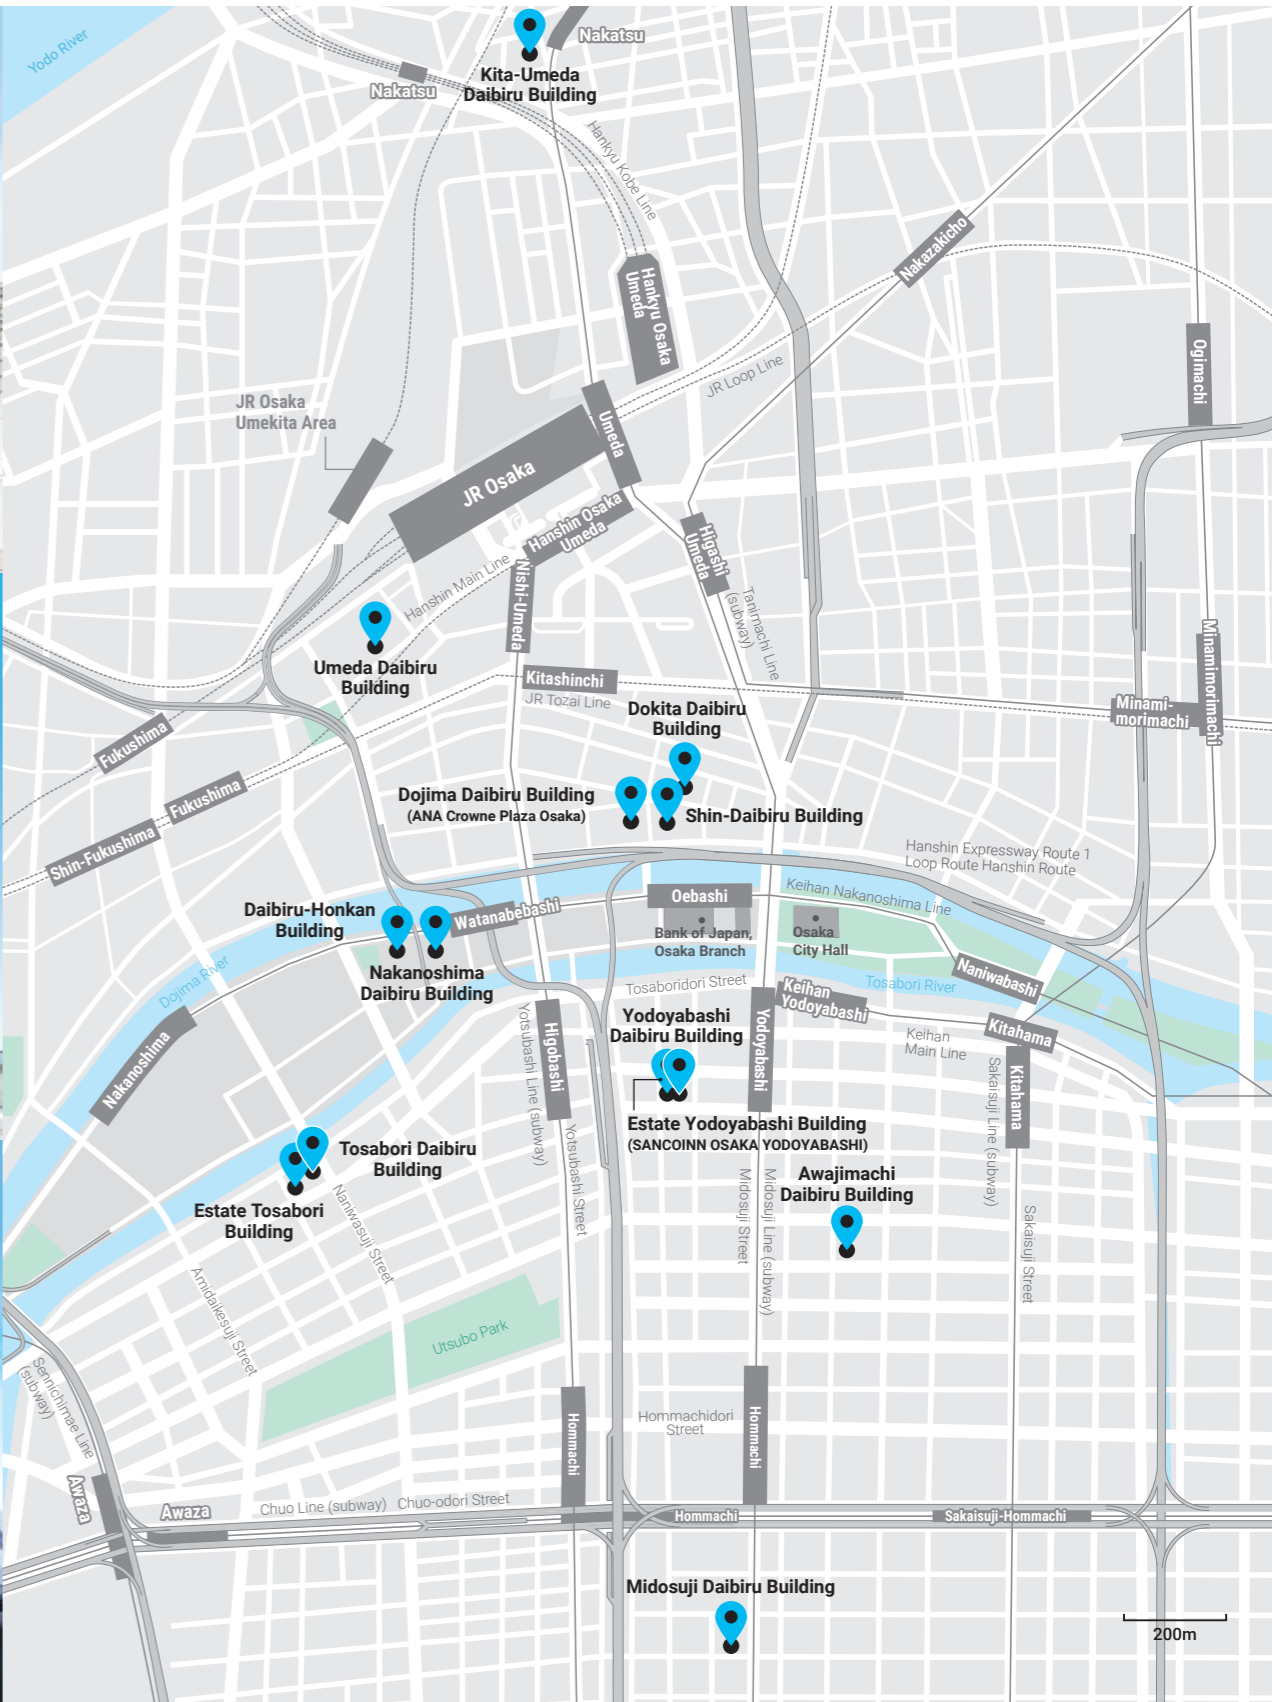 Yodo River
Nakatsu
Nakatsu
Kita-Umeda
Daibiru Building
Hankyu Kobe Line
Nakazakicho
Hankyu Osaka
Umeda
Ogimachi
JR Loop Line
JR Osaka
Umekita Area
Umeda
JR Osaka
Hanshin Osaka
Umeda
Higashi
Umeda
Hanshin Main Line
Nishi-Umeda
Tanimachi Line
(subway)
Umeda Daibiru
Building
Minamimorimachi
Kitashinchi
JR Tozai Line
Minami-
morimachi
Dokita Daibiru
Building
Fukushima
Fukushima
Shin-Fukushima
Dojima Daibiru Building
(ANA Crowne Plaza Osaka)
Shin-Daibiru Building
Hanshin Expressway Route 1
Loop Route Hanshin Route
Keihan Nakanoshima Line
Oebashi
Daibiru-Honkan
Building
Watanabebashi
Bank of Japan,
Osaka Branch
Osaka
City Hall
Nakanoshima
Daibiru Building
Dojima River
Tosaboridori Street
Tosabori River
Naniwabashi
Keihan
Yodoyabashi
Yodoyabashi
Daibiru Building
Yodoyabashi
Kitahama
Keihan
Main Line
Nakanoshima
Higobashi
Yotsubashi Line (subway)
Kitahama
Sakaisuji Line (subway)
Estate Yodoyabashi Building
(SANCOINN OSAKA YODOYABASHI)
Tosabori Daibiru
Building
Yotsubashi Street
Awajimachi
Daibiru Building
Midosuji Street
Midosuji Line (subway)
Estate Tosabori
Building
Naniwasuji Street
Sakaisuji Street
Amidaikesuji Street
Utsubo Park
Sennichimae Line
(subway)
Hommachi
Hommachidori
Street
Hommachi
Awaza
Awaza
Chuo Line (subway)
Chuo-odori Street
Hommachi
Sakaisuji-Hommachi
Midosuji Daibiru Building
200m